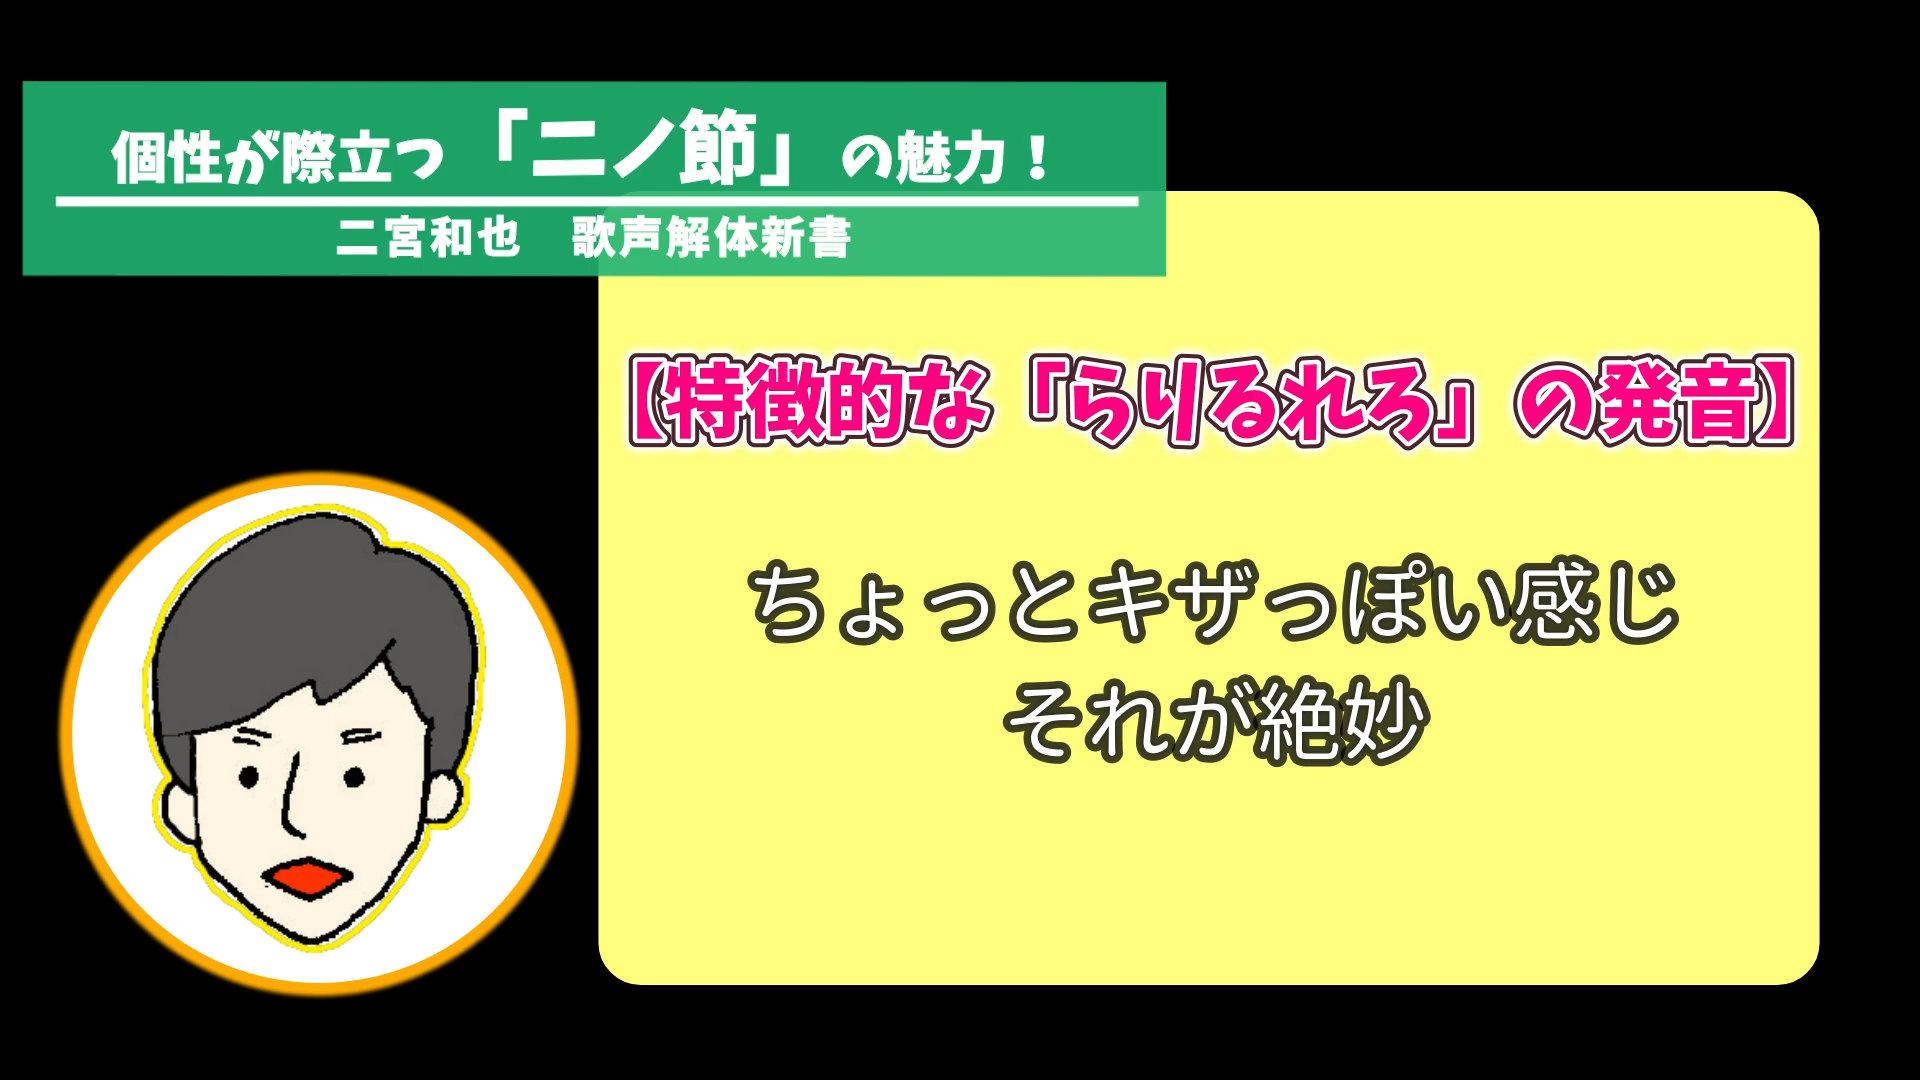 個性が際立つ「ニノ節」の魅力！
二宮和也　歌声解体新書
【特徴的な「らりるれろ」の発音】
ちょっとキザっぽい感じ
それが絶妙